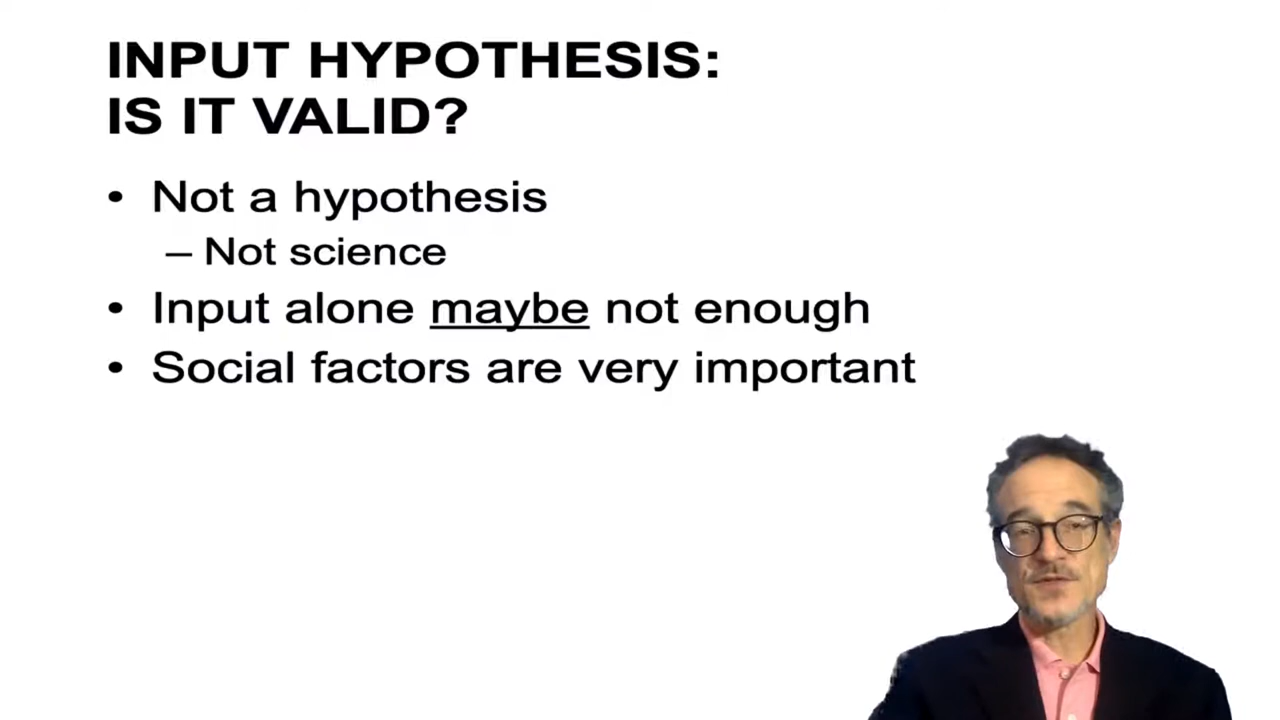 INPUT HYPOTHESIS:
IS IT VALID?
• Not a hypothesis
– Not science
• Input alone maybe not enough
• Social factors are very important